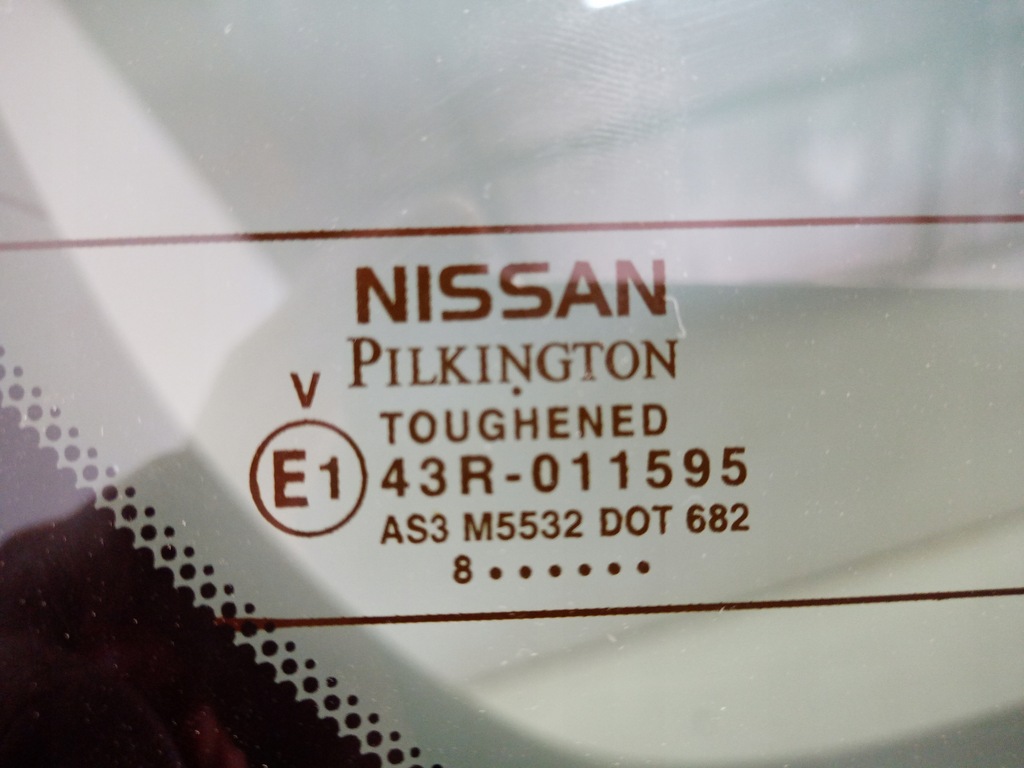 NISSAN
PILKINGTON
V
TOUGHENED
E1 43R-011595
AS3 M5532 DOT 682
8 • • • • • •